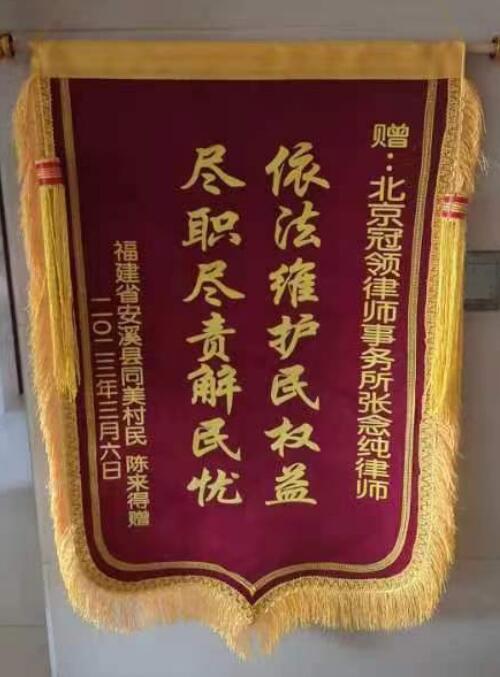 赠：北京冠领律师事务所张念纯律师
依法维护民权益
尽职尽责解民忧
福建省安溪县同美村民 陈来得赠
二〇二三年三月六日